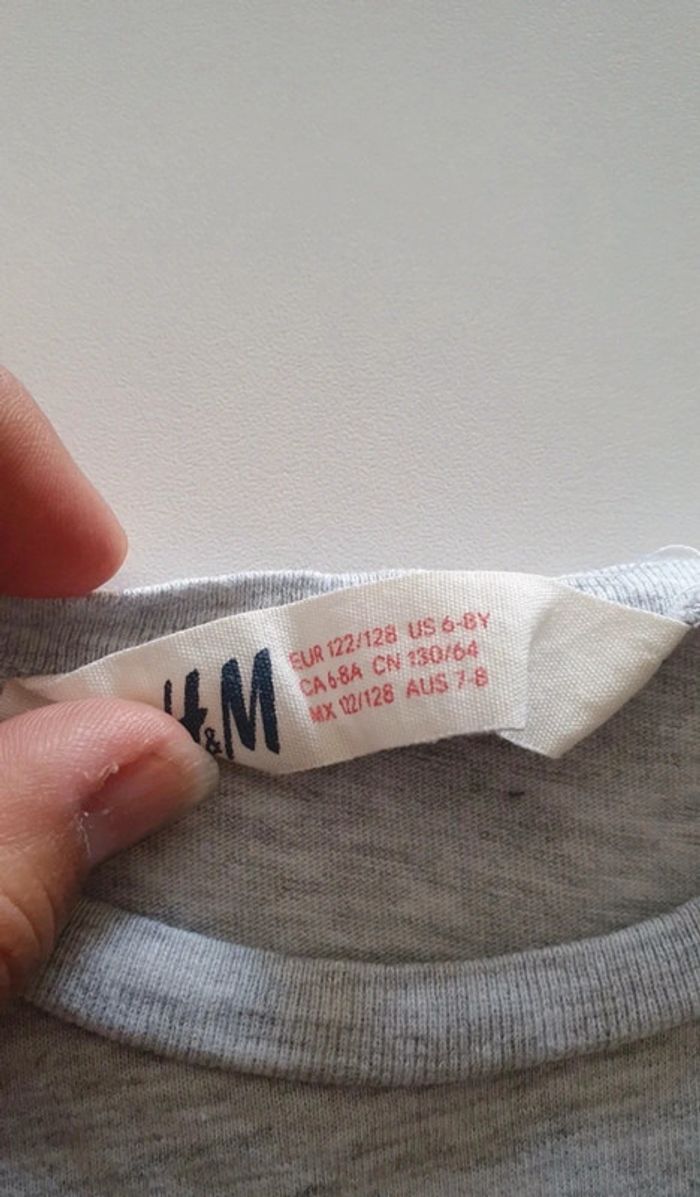 H&M
EUR 122/128 US 6-8Y
CA 6-8A CN 130/64
MX 122/128 AUS 7-8